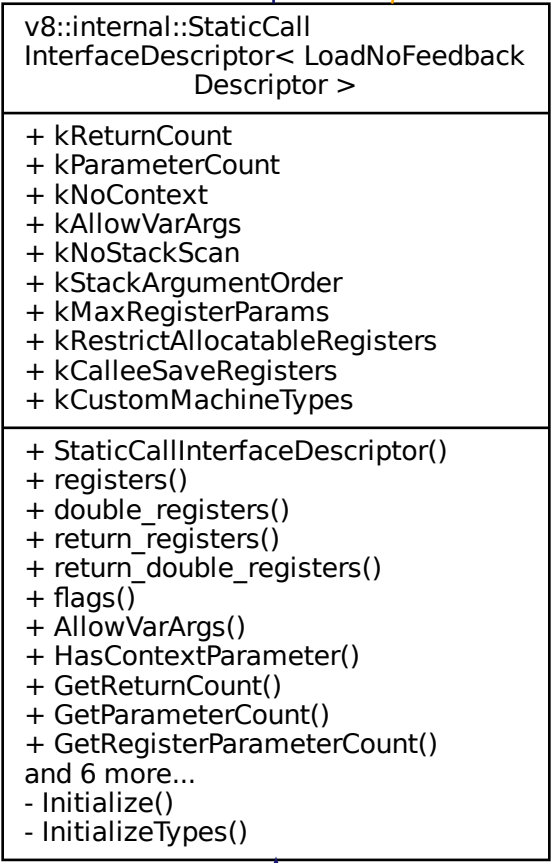 v8::internal::StaticCall
InterfaceDescriptor< LoadNoFeedback
Descriptor >
+ kReturnCount
+ kParameterCount
+ kNoContext
+ kAllowVarArgs
+ kNoStackScan
+ kStackArgumentOrder
+ kMaxRegisterParams
+ kRestrictAllocatableRegisters
+ kCalleeSaveRegisters
+ kCustomMachineTypes
+ StaticCallInterfaceDescriptor()
+ registers()
+ double_registers()
+ return_registers()
+ return_double_registers()
+ flags()
+ AllowVarArgs()
+ HasContextParameter()
+ GetReturnCount()
+ GetParameterCount()
+ GetRegisterParameterCount()
and 6 more...
- Initialize()
- InitializeTypes()